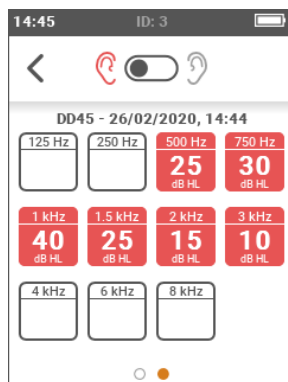 14:45 ID: 3
DD45 - 26/02/2020, 14:44
125 Hz 250 Hz 500 Hz 750 Hz
25 30
dB HL dB HL
1 kHz 1.5 kHz 2 kHz 3 kHz
40 25 15 10
dB HL dB HL dB HL dB HL
4 kHz 6 kHz 8 kHz